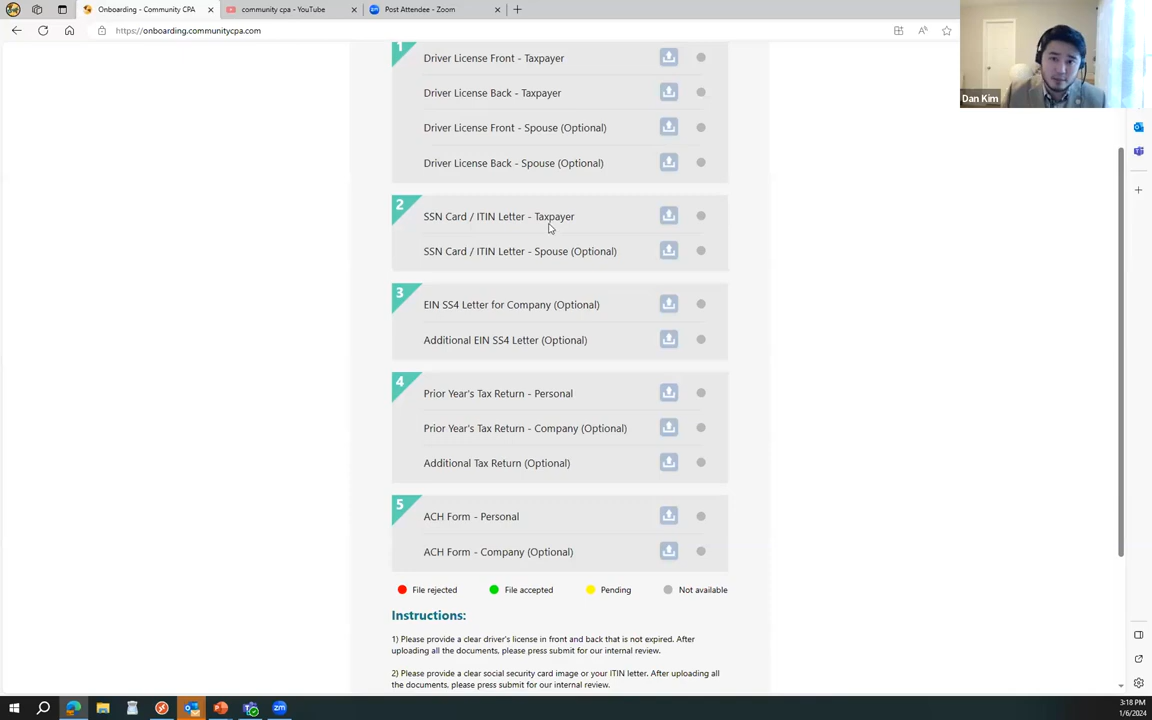 Onboarding - Community CPA
community cpa - YouTube
Post Attendee - Zoom
https://onboarding.communitycpa.com
Dan Kim
1
Driver License Front - Taxpayer
Driver License Back - Taxpayer
Driver License Front - Spouse (Optional)
Driver License Back - Spouse (Optional)
2
SSN Card / ITIN Letter - Taxpayer
SSN Card / ITIN Letter - Spouse (Optional)
3
EIN SS4 Letter for Company (Optional)
Additional EIN SS4 Letter (Optional)
4
Prior Year's Tax Return - Personal
Prior Year's Tax Return - Company (Optional)
Additional Tax Return (Optional)
5
ACH Form - Personal
ACH Form - Company (Optional)
File rejected File accepted Pending Not available
Instructions:
1) Please provide a clear driver's license in front and back that is not expired. After
uploading all the documents, please press submit for our internal review.
2) Please provide a clear social security card image or your ITIN letter. After uploading all
the documents, please press submit for our internal review.
3:18 PM
1/6/2024